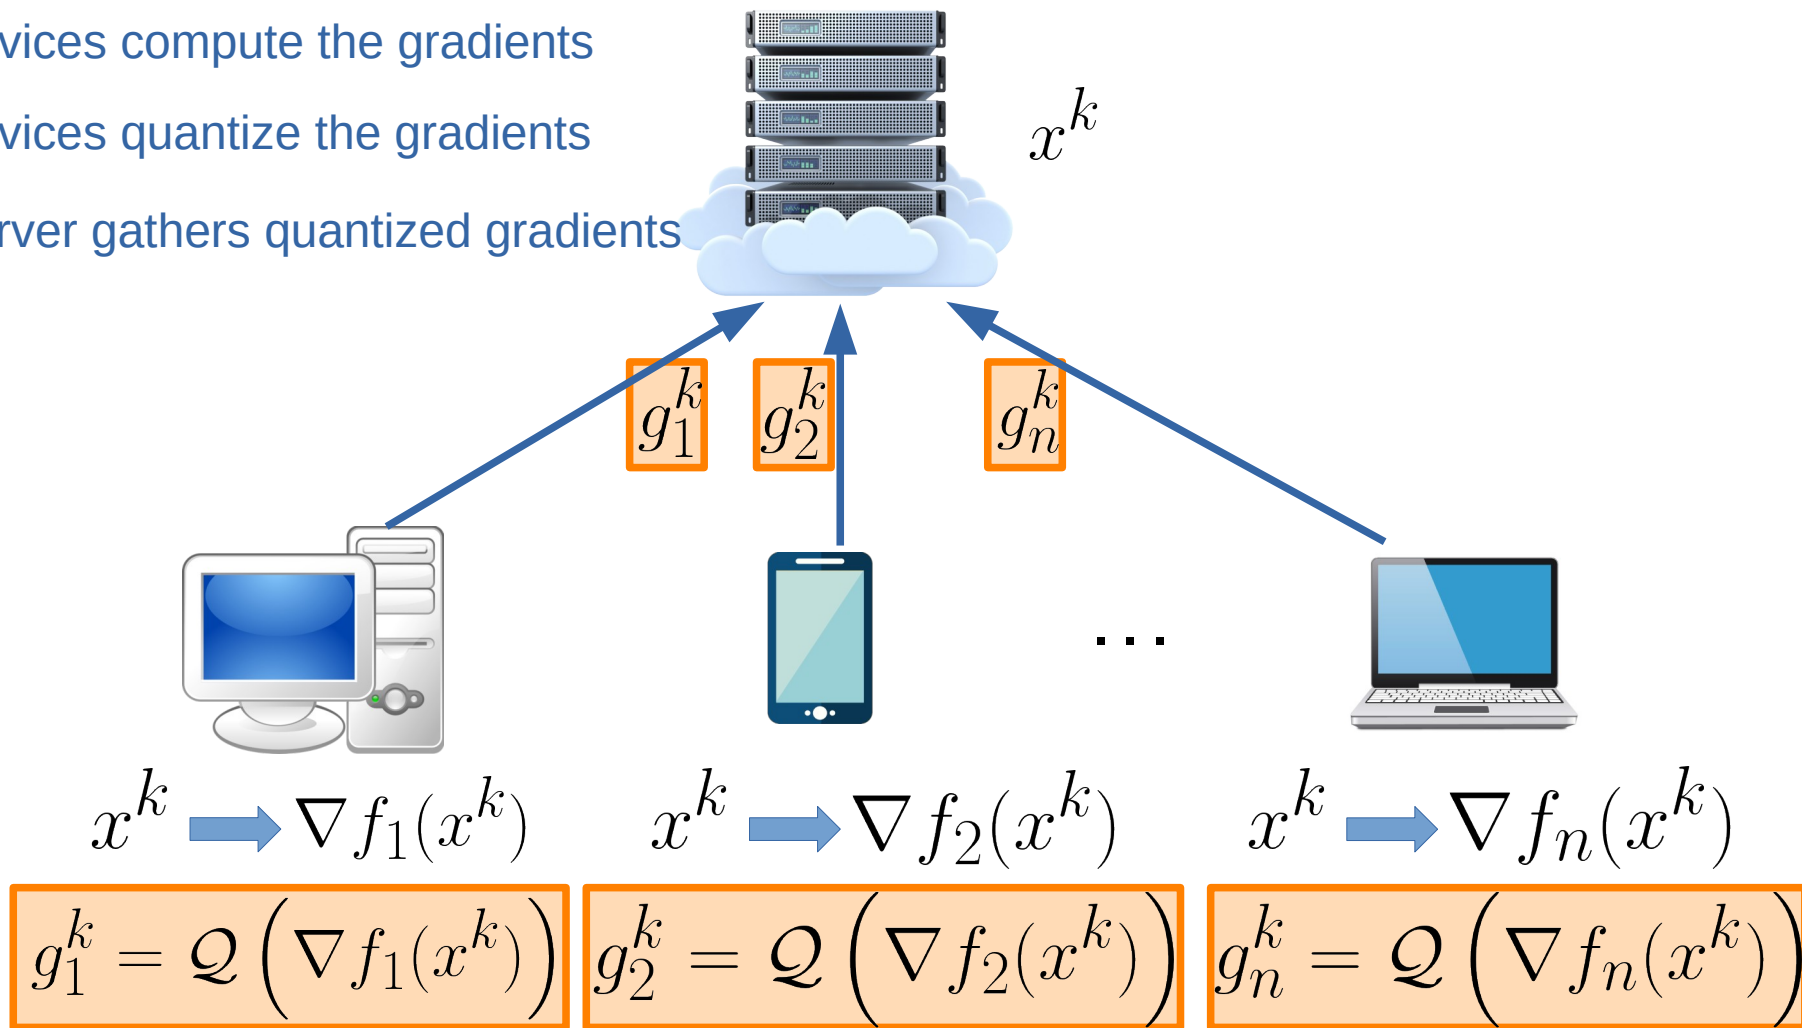 vices compute the gradients
vices quantize the gradients
rver gathers quantized gradients
x^k
g_1^k g_2^k g_n^k
...
x^k ∇f_1(x^k) x^k ∇f_2(x^k) x^k ∇f_n(x^k)
g_1^k = 𝒬(∇f_1(x^k)) g_2^k = 𝒬(∇f_2(x^k)) g_n^k = 𝒬(∇f_n(x^k))